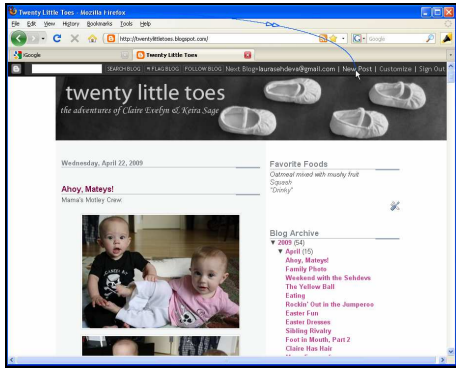 Twenty Little Toes - Mozilla Firefox
File Edit View History Bookmarks Tools Help
http://twentylittletoes.blogspot.com/
Google
Google
Twenty Little Toes
SEARCH BLOG FLAG BLOG FOLLOW BLOG Next Blog» laurasehdeva@gmail.com | New Post | Customize | Sign Out
twenty little toes
the adventures of Claire Evelyn & Keira Sage
Wednesday, April 22, 2009
Ahoy, Mateys!
Mama's Motley Crew:
Favorite Foods
Oatmeal mixed with mushy fruit
Squash
"Drinky"
Blog Archive
▼ 2009 (54)
▼ April (15)
Ahoy, Mateys!
Family Photo
Weekend with the Sehdevs
The Yellow Ball
Eating
Rockin' Out in the Jumperoo
Easter Fun
Easter Dresses
Sibling Rivalry
Foot in Mouth, Part 2
Claire Has Hair